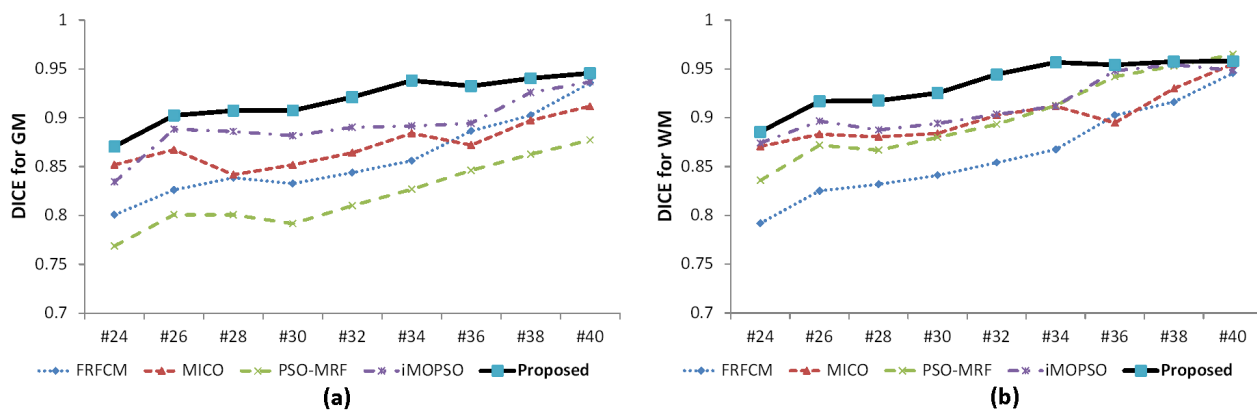 DICE for GM
1
0.95
0.9
0.85
0.8
0.75
0.7
#24 #26 #28 #30 #32 #34 #36 #38 #40
FRFCM MICO PSO-MRF iMOPSO Proposed
(a)
DICE for WM
1
0.95
0.9
0.85
0.8
0.75
0.7
#24 #26 #28 #30 #32 #34 #36 #38 #40
FRFCM MICO PSO-MRF iMOPSO Proposed
(b)